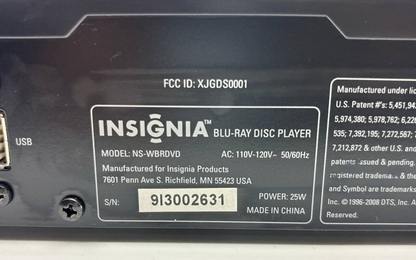 FCC ID: XJGDS0001
USB
INSIGNIA™ BLU-RAY DISC PLAYER
MODEL: NS-WBRDVD AC: 110V-120V~ 50/60Hz
Manufactured for Insignia Products
7601 Penn Ave S. Richfield, MN 55423 USA
S/N: 9I3002631
POWER: 25W
MADE IN CHINA
Manufactured under lic
U.S. Patent #'s: 5,451,94
5,974,380; 5,978,762; 6,226
535; 7,392,195; 7,272,567; 7
7,212,872 & other U.S. and
patents issued & pending.
registered trademarks & the
and Symbol are trademark
Inc. © 1996-2008 DTS, Inc. A
Reserved.